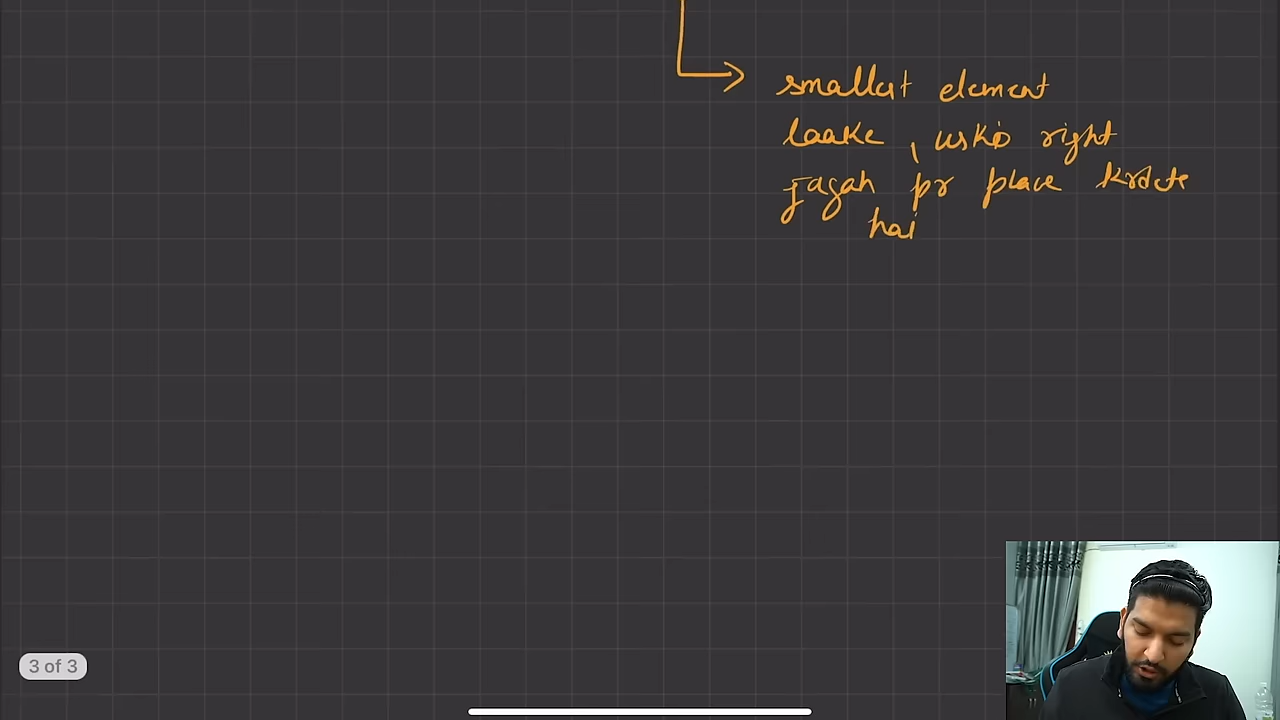 smallest element
laake , usko right
jagah pr place krdete
hai
3 of 3